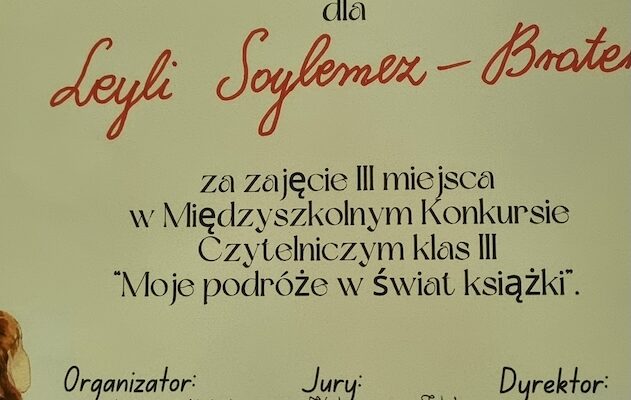 dla
Leyli Soylemez - Brater
za zajęcie III miejsca
w Międzyszkolnym Konkursie
Czytelniczym klas III
"Moje podróże w świat książki".
Organizator: Jury: Dyrektor: